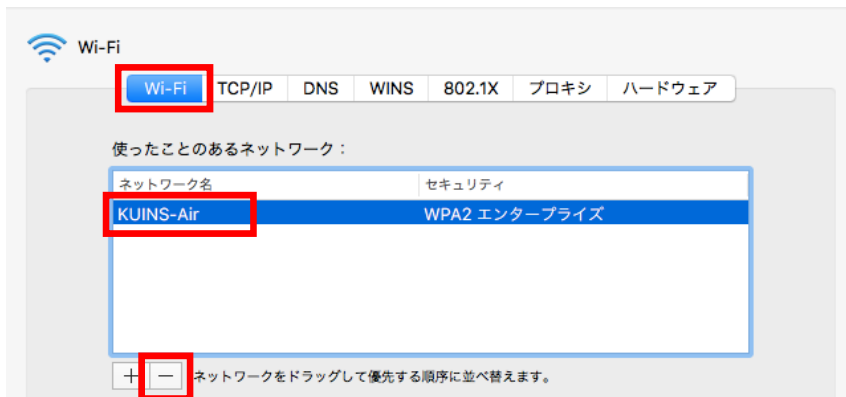 Wi-Fi
Wi-Fi TCP/IP DNS WINS 802.1X プロキシ ハードウェア
使ったことのあるネットワーク：
ネットワーク名 セキュリティ
KUINS-Air WPA2 エンタープライズ
+ − ネットワークをドラッグして優先する順序に並べ替えます。